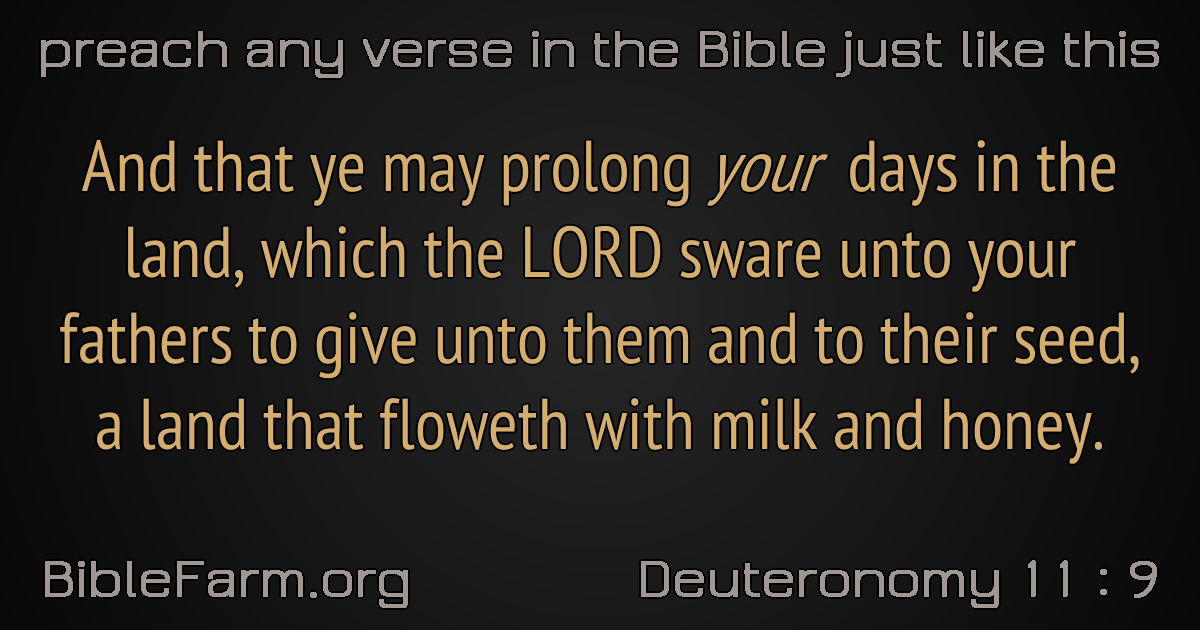 preach any verse in the Bible just like this
And that ye may prolong your days in the
land, which the LORD sware unto your
fathers to give unto them and to their seed,
a land that floweth with milk and honey.
BibleFarm.org
Deuteronomy 11 : 9